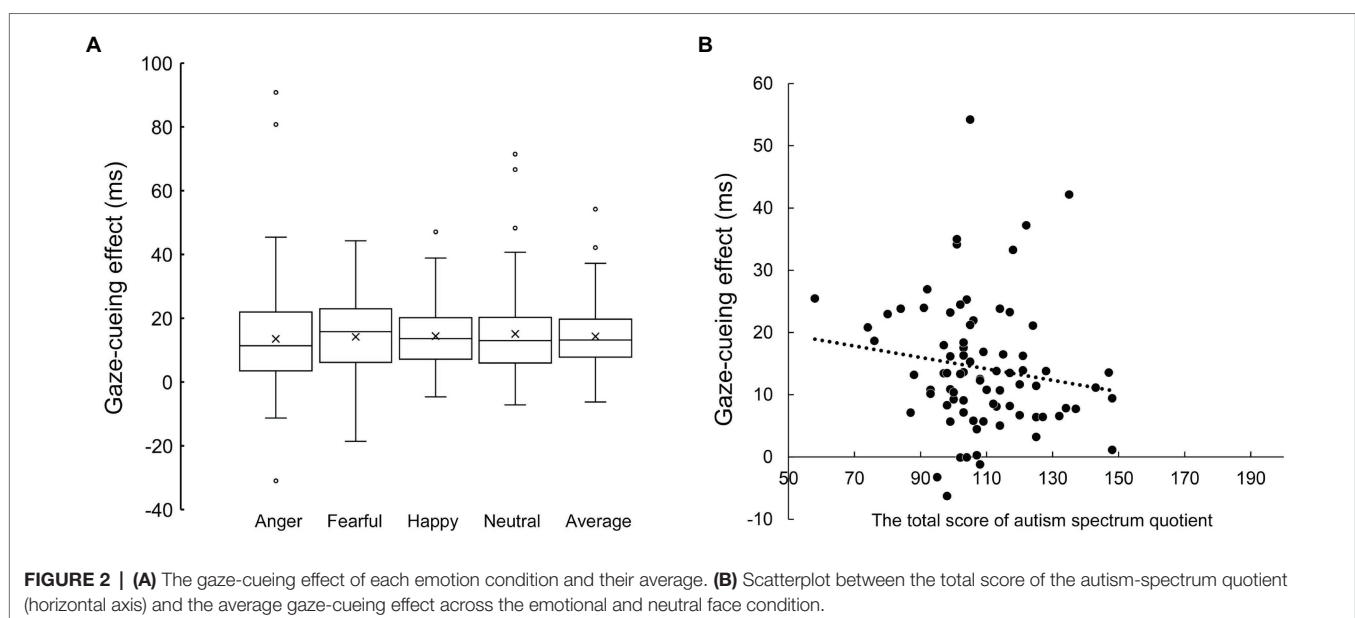 A
100
80
60
40
20
0
-20
-40
Gaze-cueing effect (ms)
Anger Fearful Happy Neutral Average
B
60
50
40
30
20
10
0
-10
Gaze-cueing effect (ms)
50 70 90 110 130 150 170 190
The total score of autism spectrum quotient
FIGURE 2 | (A) The gaze-cueing effect of each emotion condition and their average. (B) Scatterplot between the total score of the autism-spectrum quotient
(horizontal axis) and the average gaze-cueing effect across the emotional and neutral face condition.